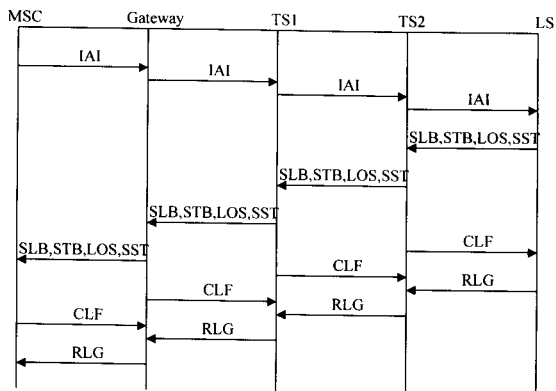 MSC Gateway TS1 TS2 LS
IAI
IAI
IAI
IAI
SLB,STB,LOS,SST
SLB,STB,LOS,SST
SLB,STB,LOS,SST
SLB,STB,LOS,SST
CLF
CLF
RLG
CLF
RLG
CLF
RLG
RLG